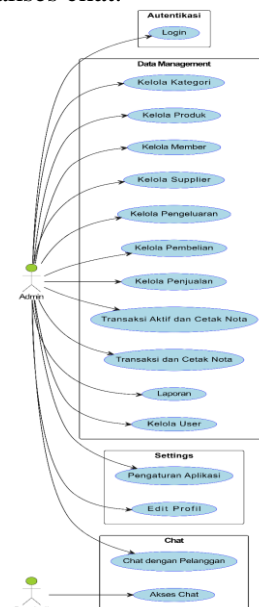 Autentikasi
Login
Data Management
Kelola Kategori
Kelola Produk
Kelola Member
Kelola Supplier
Kelola Pengeluaran
Kelola Pembelian
Kelola Penjualan
Admin
Transaksi Aktif dan Cetak Nota
Transaksi dan Cetak Nota
Laporan
Kelola User
Settings
Pengaturan Aplikasi
Edit Profil
Chat
Chat dengan Pelanggan
Akses Chat